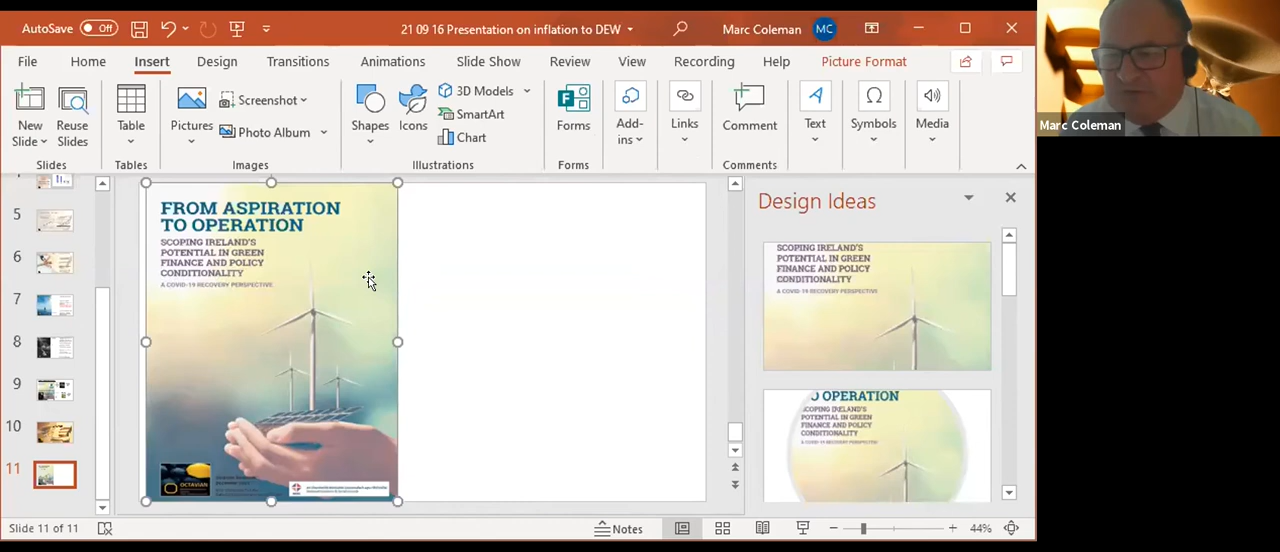 AutoSave Off
21 09 16 Presentation on inflation to DEW
Marc Coleman MC
File Home Insert Design Transitions Animations Slide Show Review View Recording Help Picture Format
New Slide
Reuse Slides
Table
Pictures
Screenshot
Photo Album
Shapes
Icons
3D Models
SmartArt
Chart
Forms
Add-ins
Links
Comment
Text
Symbols
Media
Slides Tables Images Illustrations Forms Comments
5
6
7
8
9
10
11
FROM ASPIRATION
TO OPERATION
SCOPING IRELAND'S
POTENTIAL IN GREEN
FINANCE AND POLICY
CONDITIONALITY
A COVID-19 RECOVERY PERSPECTIVE
OCTAVIAN
Design Ideas
SCOPING IRELAND'S
POTENTIAL IN GREEN
FINANCE AND POLICY
CONDITIONALITY
A COVID-19 RECOVERY PERSPECTIVE
O OPERATION
SCOPING IRELAND'S
POTENTIAL IN GREEN
FINANCE AND POLICY
CONDITIONALITY
A COVID-19 RECOVERY PERSPECTIVE
Slide 11 of 11
Notes
44%
Marc Coleman